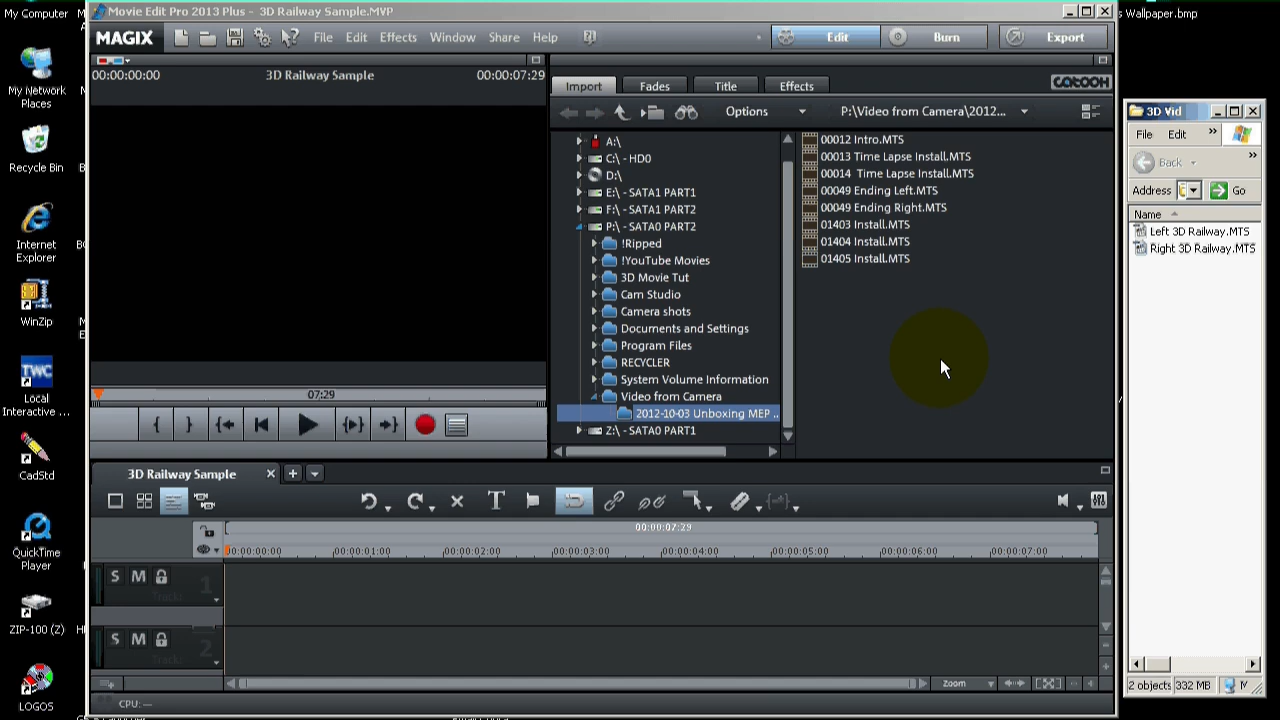 My Computer
My Network
Places
Recycle Bin
Internet
Explorer
WinZip
TWC
Local
Interactive ...
CadStd
QuickTime
Player
ZIP-100 (Z)
LOGOS
s Wallpaper.bmp
Movie Edit Pro 2013 Plus - 3D Railway Sample.MVP
MAGIX
File Edit Effects Window Share Help
Edit Burn Export
00:00:00:00 3D Railway Sample 00:00:07:29
07:29
Import Fades Title Effects
catooh
Options P:\Video from Camera\2012...
A:\
C:\ - HD0
D:\
E:\ - SATA1 PART1
F:\ - SATA1 PART2
P:\ - SATA0 PART2
!Ripped
!YouTube Movies
3D Movie Tut
Cam Studio
Camera shots
Documents and Settings
Program Files
RECYCLER
System Volume Information
Video from Camera
2012-10-03 Unboxing MEP ..
Z:\ - SATA0 PART1
00012 Intro.MTS
00013 Time Lapse Install.MTS
00014  Time Lapse Install.MTS
00049 Ending Left.MTS
00049 Ending Right.MTS
01403 Install.MTS
01404 Install.MTS
01405 Install.MTS
3D Railway Sample
00:00:07:29
00:00:00:00 00:00:01:00 00:00:02:00 00:00:03:00 00:00:04:00 00:00:05:00 00:00:06:00 00:00:07:00
S M 1
Track:
S M 2
Track:
Zoom
CPU: —
3D Vid
File Edit »
Back »
Address Go
Name
Left 3D Railway.MTS
Right 3D Railway.MTS
2 objects 332 MB